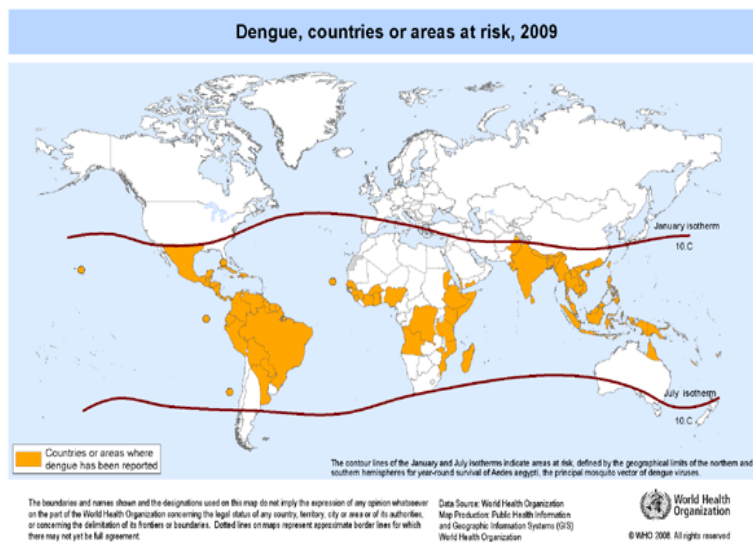 Dengue, countries or areas at risk, 2009
January isotherm
10.C
July isotherm
10.C
Countries or areas where
dengue has been reported
The contour lines of the January and July isotherms indicate areas at risk, defined by the geographical limits of the northern and
southern hemispheres for year-round survival of Aedes aegypti, the principal mosquito vector of dengue viruses.
The boundaries and names shown and the designations used on this map do not imply the expression of any opinion whatsoever
on the part of the World Health Organization concerning the legal status of any country, territory, city or area or of its authorities,
or concerning the delimitation of its frontiers or boundaries. Dotted lines on maps represent approximate border lines for which
there may not yet be full agreement.
Data Source: World Health Organization
Map Production: Public Health Information
and Geographic Information Systems (GIS)
World Health Organization
World Health
Organization
© WHO 2008. All rights reserved